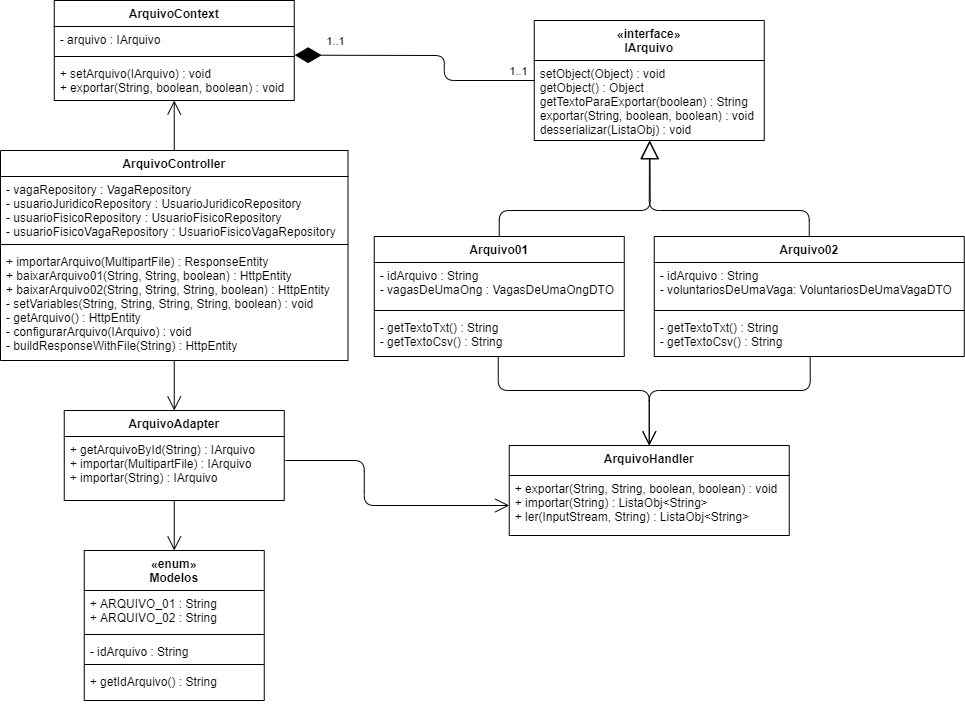 ArquivoContext
- arquivo : IArquivo
+ setArquivo(IArquivo) : void
+ exportar(String, boolean, boolean) : void
1..1
1..1
«interface»
IArquivo
setObject(Object) : void
getObject() : Object
getTextoParaExportar(boolean) : String
exportar(String, boolean, boolean) : void
desserializar(ListaObj) : void
ArquivoController
- vagaRepository : VagaRepository
- usuarioJuridicoRepository : UsuarioJuridicoRepository
- usuarioFisicoRepository : UsuarioFisicoRepository
- usuarioFisicoVagaRepository : UsuarioFisicoVagaRepository
+ importarArquivo(MultipartFile) : ResponseEntity
+ baixarArquivo01(String, String, boolean) : HttpEntity
+ baixarArquivo02(String, String, String, boolean) : HttpEntity
- setVariables(String, String, String, String, boolean) : void
- getArquivo() : HttpEntity
- configurarArquivo(IArquivo) : void
- buildResponseWithFile(String) : HttpEntity
Arquivo01
- idArquivo : String
- vagasDeUmaOng : VagasDeUmaOngDTO
- getTextoTxt() : String
- getTextoCsv() : String
Arquivo02
- idArquivo : String
- voluntariosDeUmaVaga: VoluntariosDeUmaVagaDTO
- getTextoTxt() : String
- getTextoCsv() : String
ArquivoAdapter
+ getArquivoById(String) : IArquivo
+ importar(MultipartFile) : IArquivo
+ importar(String) : IArquivo
ArquivoHandler
+ exportar(String, String, boolean, boolean) : void
+ importar(String) : ListaObj<String>
+ ler(InputStream, String) : ListaObj<String>
«enum»
Modelos
+ ARQUIVO_01 : String
+ ARQUIVO_02 : String
- idArquivo : String
+ getIdArquivo() : String